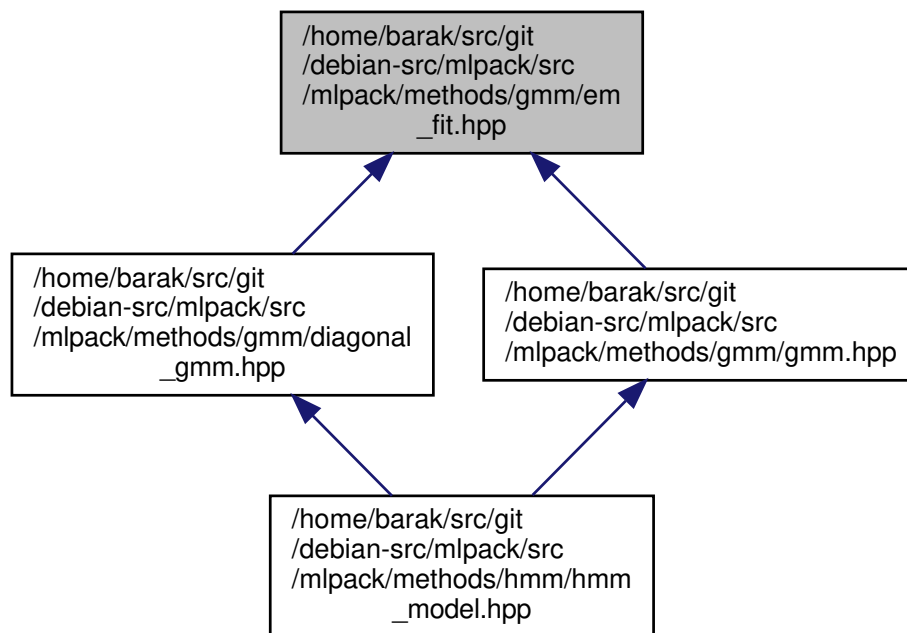 /home/barak/src/git
/debian-src/mlpack/src
/mlpack/methods/gmm/em
_fit.hpp
/home/barak/src/git
/debian-src/mlpack/src
/mlpack/methods/gmm/diagonal
_gmm.hpp
/home/barak/src/git
/debian-src/mlpack/src
/mlpack/methods/gmm/gmm.hpp
/home/barak/src/git
/debian-src/mlpack/src
/mlpack/methods/hmm/hmm
_model.hpp